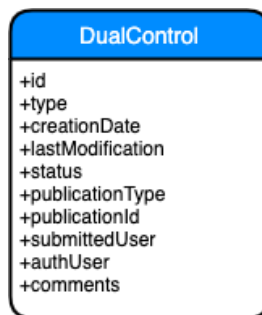 DualControl
+id
+type
+creationDate
+lastModification
+status
+publicationType
+publicationId
+submittedUser
+authUser
+comments